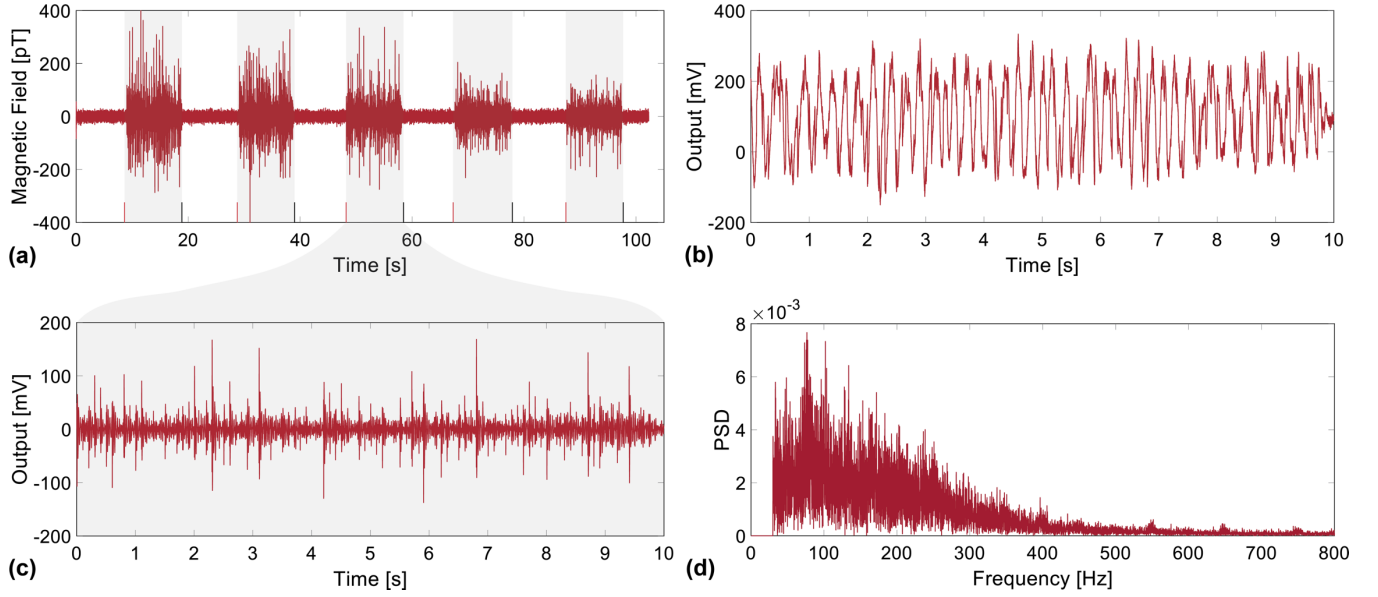 400
200
0
-200
-400
Magnetic Field [pT]
0 20 40 60 80 100
Time [s]
(a)
400
200
0
-200
Output [mV]
0 1 2 3 4 5 6 7 8 9 10
Time [s]
(b)
200
100
0
-100
-200
Output [mV]
0 1 2 3 4 5 6 7 8 9 10
Time [s]
(c)
×10⁻³
8
6
4
2
0
PSD
0 100 200 300 400 500 600 700 800
Frequency [Hz]
(d)